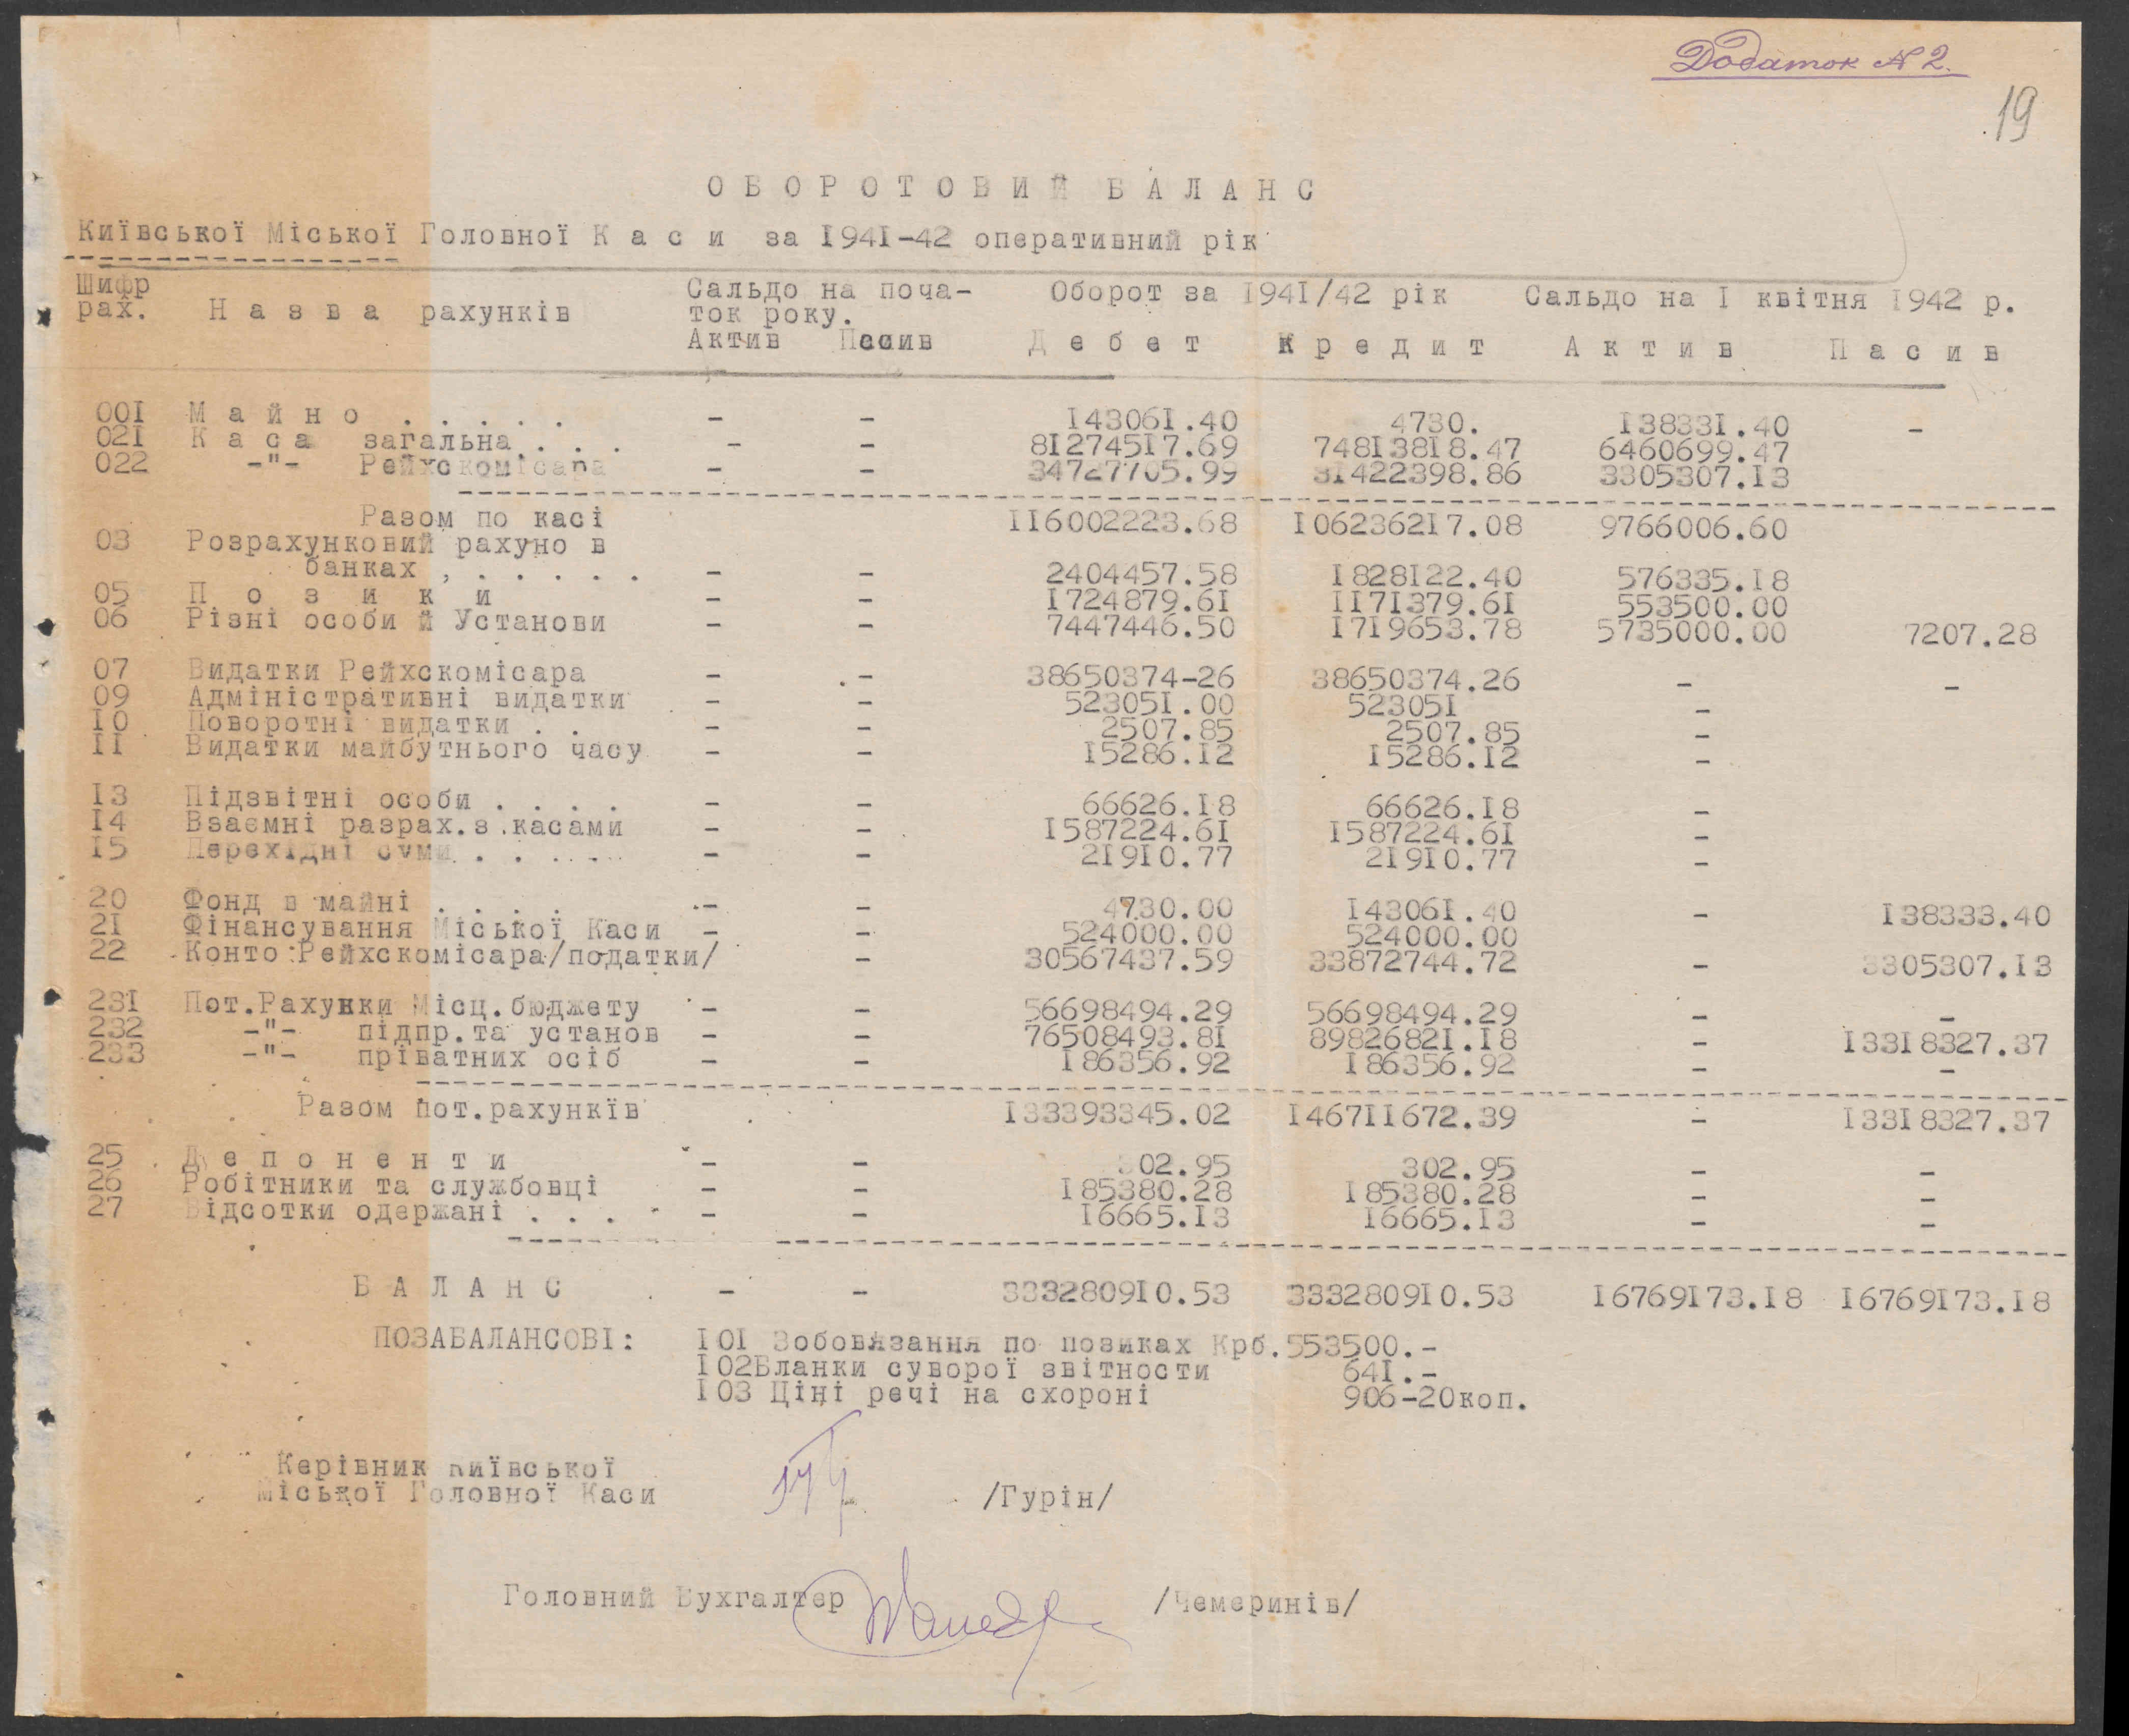 Додаток № 2.
19
ОБОРОТОВИЙ БАЛАНС
Київської Міської Головної Каси за 1941-42 оперативний рік
Шифр рах. Назва рахунків Сальдо на поча- ток року. Оборот за 1941/42 рік Сальдо на 1 квітня 1942 р.
Актив Пасив Дебет Кредит Актив Пасив
001 Майно . . . . . - - 143061.40 4730. 138331.40 -
021 Каса загальна . . . - - 81274517.69 74813818.47 6460699.47
022 -"- Рейхскомісара - - 34727705.99 31422398.86 3305307.13
Разом по касі 116002223.68 106236217.08 9766006.60
03 Розрахунковий рахуно в
банках , . . . . . - - 2404457.58 1828122.40 576335.18
05 Позики - - 1724879.61 1171379.61 553500.00
06 Різні особи й Установи - - 7447446.50 1719653.78 5735000.00 7207.28
07 Видатки Рейхскомісара - - 38650374-26 38650374.26 - -
09 Адміністративні видатки - - 523051.00 523051 -
10 Поворотні видатки . . - - 2507.85 2507.85 -
11 Видатки майбутнього часу - - 15286.12 15286.12 -
13 Підзвітні особи . . . . - - 66626.18 66626.18 -
14 Взаємні разрах.з.касами - - 1587224.61 1587224.61 -
15 Перехідні суми . . . . . - - 21910.77 21910.77 -
20 Фонд в майні . . . . - - 4730.00 143061.40 - 138333.40
21 Фінансування Міської Каси - - 524000.00 524000.00
22 Конто Рейхскомісара/податки/ - 30567437.59 33872744.72 - 3305307.13
231 Пот.Рахунки Місц.бюджету - - 56698494.29 56698494.29 - -
232 -"- підпр.та установ - - 76508493.81 89826821.18 - 13318327.37
233 -"- пріватних осіб - - 186356.92 186356.92 - -
Разом пот.рахунків 133393345.02 146711672.39 - 13318327.37
25 Депоненти - - 302.95 302.95 - -
26 Робітники та службовці - - 185380.28 185380.28 - -
27 Відсотки одержані . . . - - 16665.13 16665.13 - -
БАЛАНС - - 333280910.53 333280910.53 16769173.18 16769173.18
ПОЗАБАЛАНСОВІ: 101 Зобовязання по позиках Крб.553500.-
102Бланки суворої звітности 641.-
103 Ціні речі на схороні 906-20коп.
Керівник Київської
Міської Головної Каси /Гурін/
Головний Бухгалтер /Чемеринів/